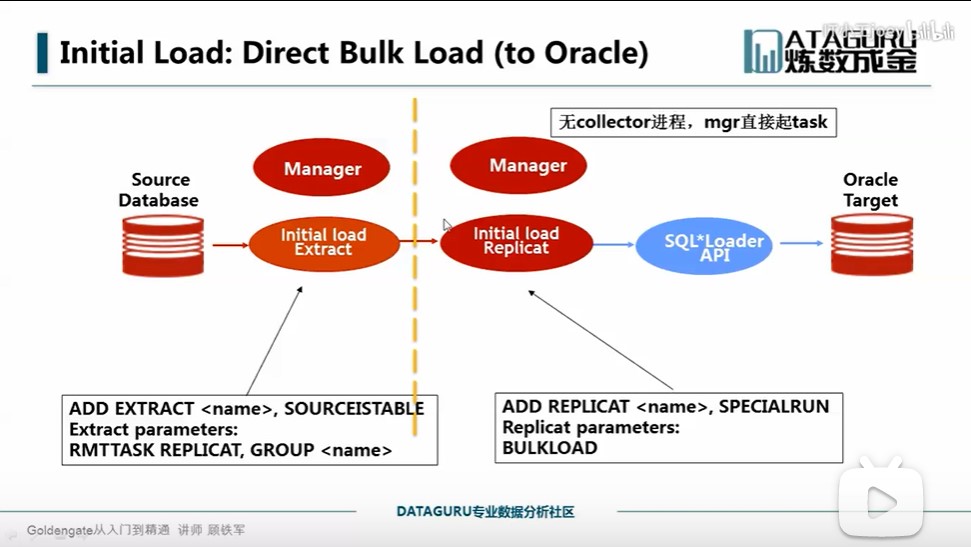 Initial Load: Direct Bulk Load (to Oracle)
ATAGURU
炼数成金
bilibili
无collector进程，mgr直接起task
Manager
Manager
Source
Database
Oracle
Target
Initial load
Extract
Initial load
Replicat
SQL*Loader
API
ADD EXTRACT <name>, SOURCEISTABLE
Extract parameters:
RMTTASK REPLICAT, GROUP <name>
ADD REPLICAT <name>, SPECIALRUN
Replicat parameters:
BULKLOAD
DATAGURU专业数据分析社区
Goldengate从入门到精通 讲师 顾铁军